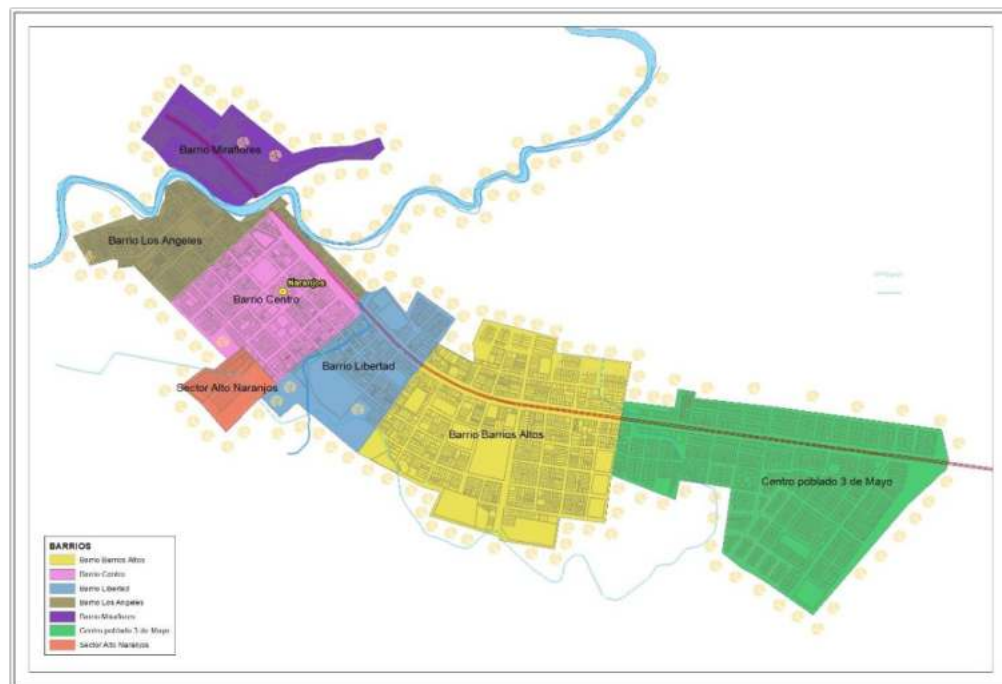 Barrio Miraflores
Barrio Los Angeles
Naranjos
Barrio Centro
Barrio Libertad
Sector Alto Naranjos
Barrio Barrios Altos
Centro poblado 3 de Mayo
BARRIOS
Barrio Barrios Altos
Barrio Centro
Barrio Libertad
Barrio Los Angeles
Barrio Miraflores
Centro poblado 3 de Mayo
Sector Alto Naranjos